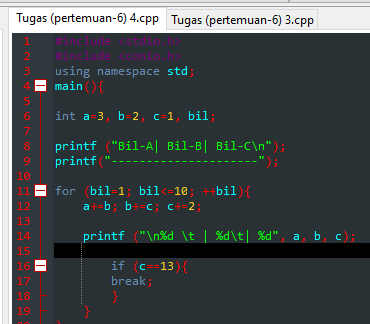 Tugas (pertemuan-6) 4.cpp
Tugas (pertemuan-6) 3.cpp
1 #include <stdio.h>
2 #include <conio.h>
3 using namespace std;
4 main(){
5
6 int a=3, b=2, c=1, bil;
7
8 printf ("Bil-A| Bil-B| Bil-C\n");
9 printf("---------------------");
10
11 for (bil=1; bil<=10; ++bil){
12 a+=b; b+=c; c+=2;
13
14 printf ("\n%d \t | %d\t| %d", a, b, c);
15
16 if (c==13){
17 break;
18 }
19 }